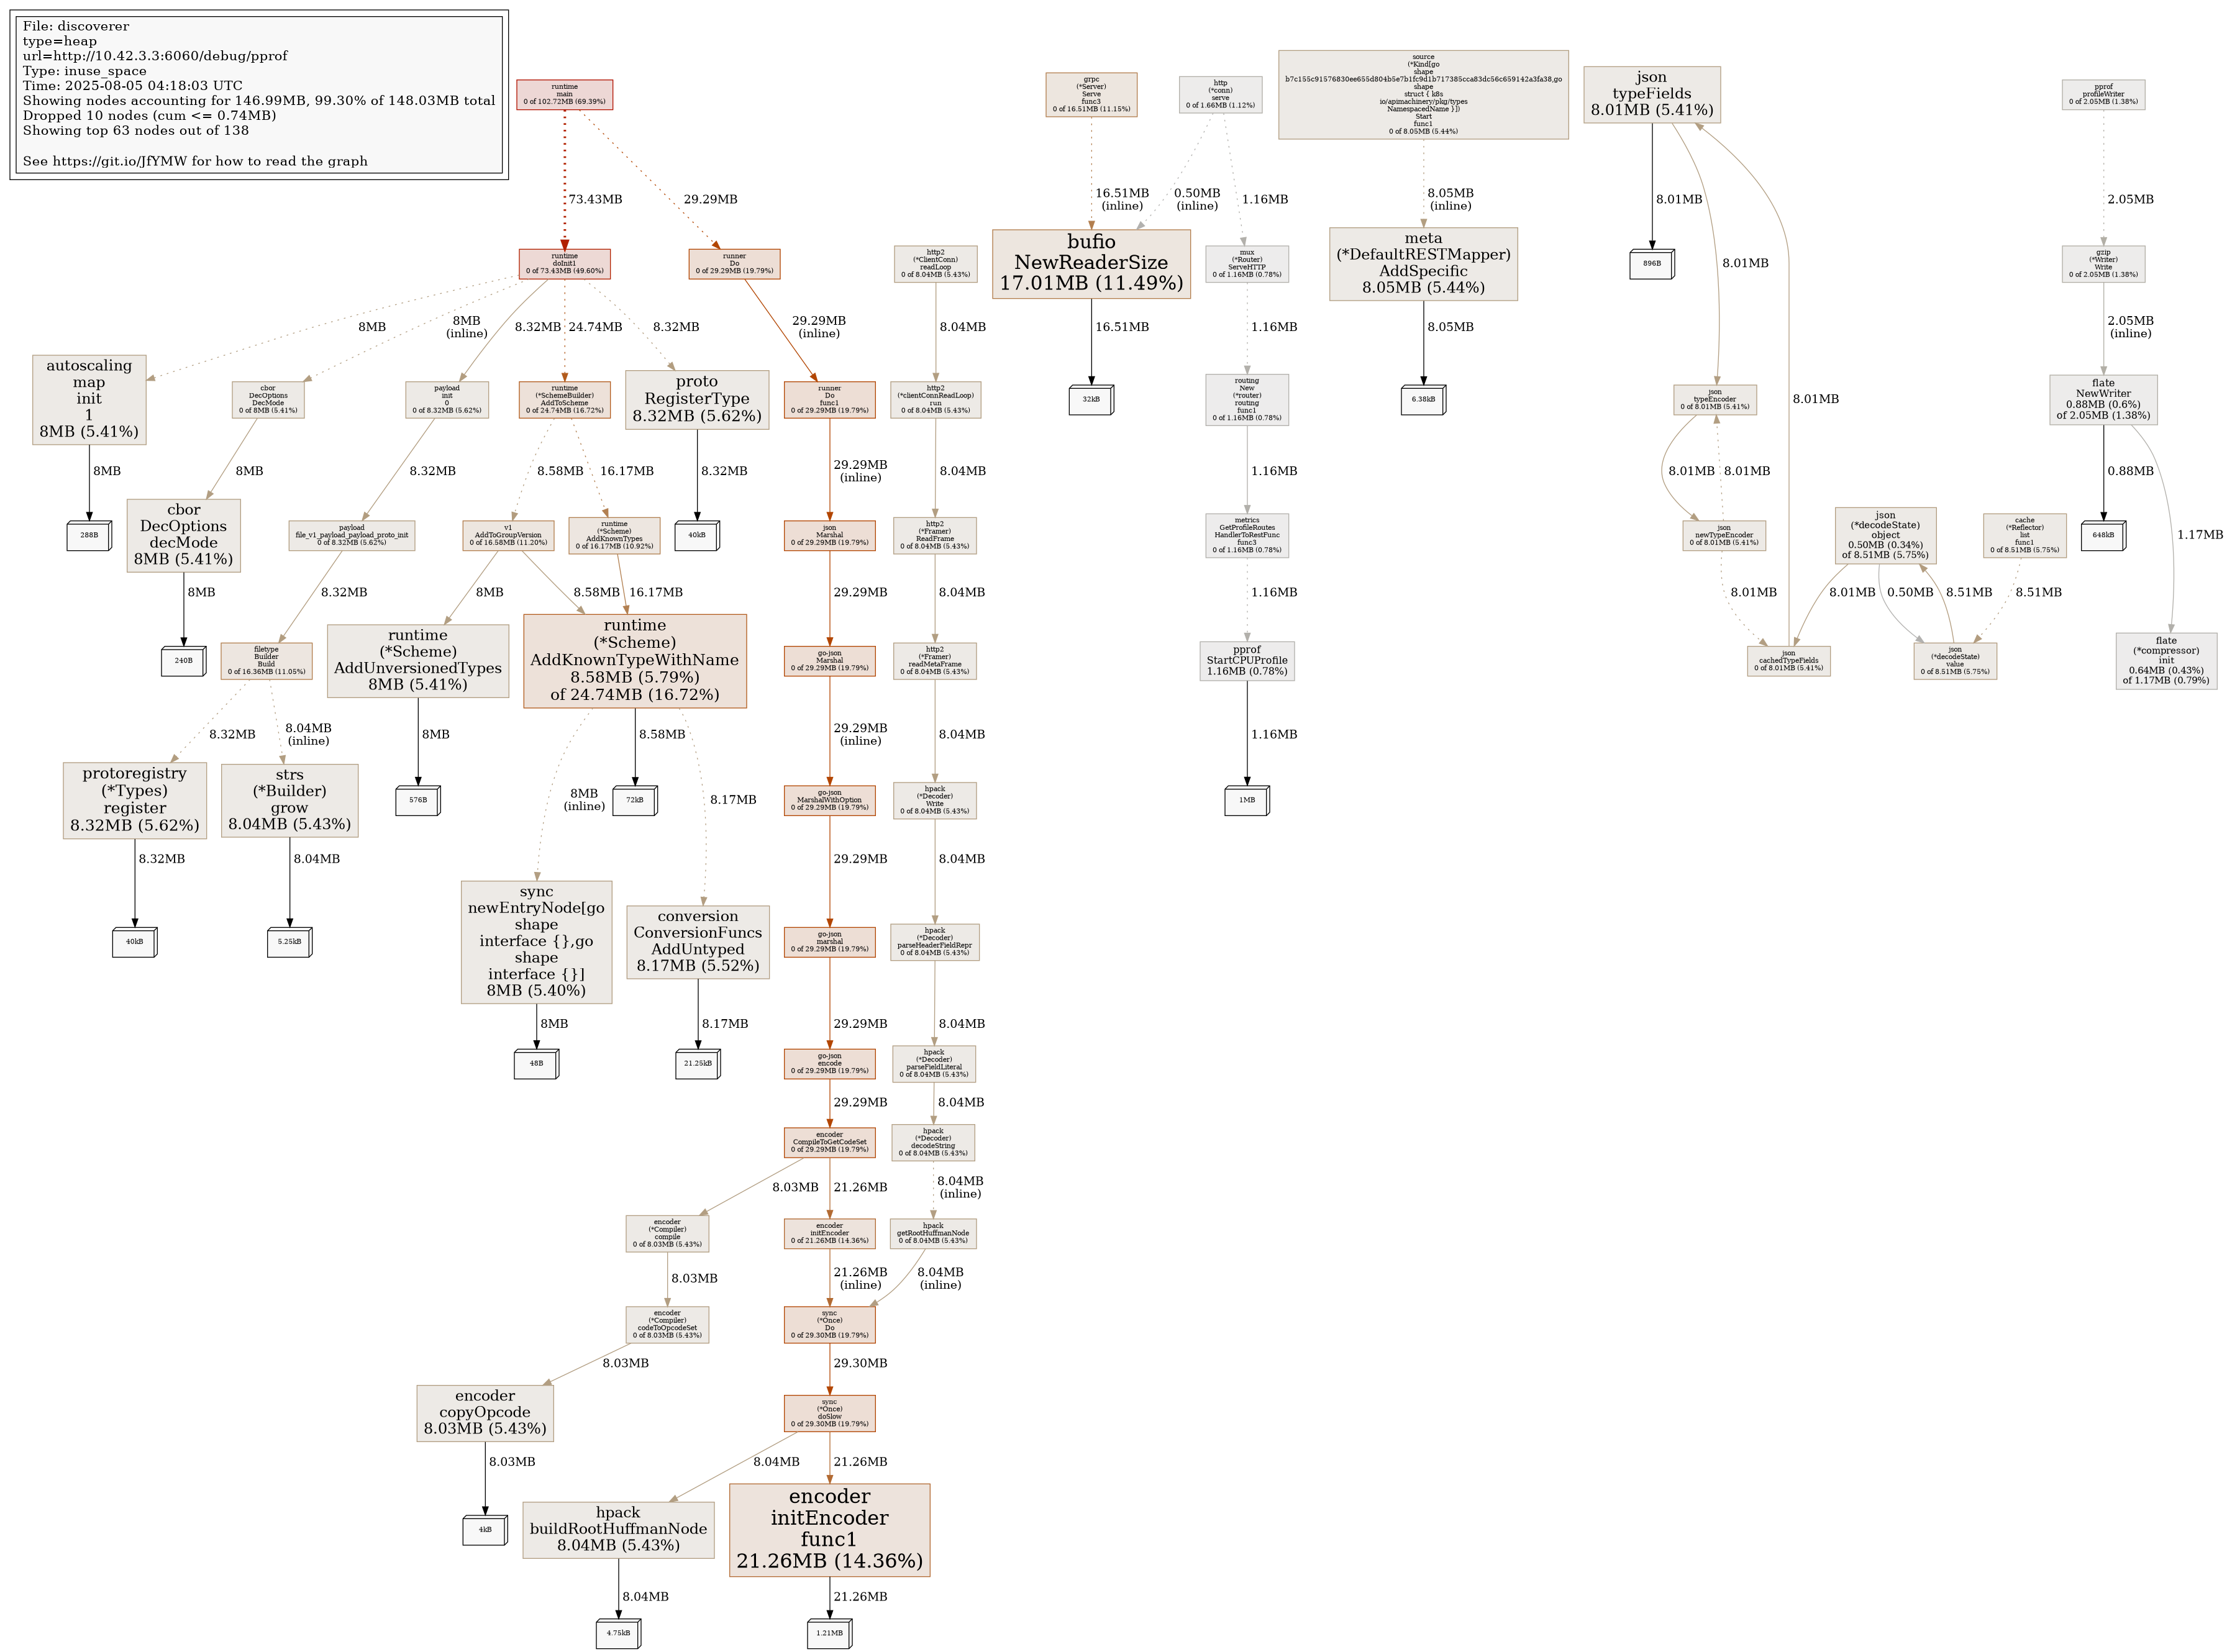 File: discoverer
type=heap
url=http://10.42.3.3:6060/debug/pprof
Type: inuse_space
Time: 2025-08-05 04:18:03 UTC
Showing nodes accounting for 146.99MB, 99.30% of 148.03MB total
Dropped 10 nodes (cum <= 0.74MB)
Showing top 63 nodes out of 138
See https://git.io/JfYMW for how to read the graph
runtime
main
0 of 102.72MB (69.39%)
grpc
(*Server)
Serve
func3
0 of 16.51MB (11.15%)
http
(*conn)
serve
0 of 1.66MB (1.12%)
source
(*Kind[go
shape
b7c155c91576830ee655d804b5e7b1fc9d1b717385cca83dc56c659142a3fa38,go
shape
struct { k8s
io/apimachinery/pkg/types
NamespacedName }])
Start
func1
0 of 8.05MB (5.44%)
json
typeFields
8.01MB (5.41%)
pprof
profileWriter
0 of 2.05MB (1.38%)
73.43MB
29.29MB
16.51MB
(inline)
0.50MB
(inline)
1.16MB
8.05MB
(inline)
8.01MB
2.05MB
runtime
doInit1
0 of 73.43MB (49.60%)
runner
Do
0 of 29.29MB (19.79%)
http2
(*ClientConn)
readLoop
0 of 8.04MB (5.43%)
bufio
NewReaderSize
17.01MB (11.49%)
mux
(*Router)
ServeHTTP
0 of 1.16MB (0.78%)
meta
(*DefaultRESTMapper)
AddSpecific
8.05MB (5.44%)
896B
8.01MB
gzip
(*Writer)
Write
0 of 2.05MB (1.38%)
8MB
8MB
(inline)
8.32MB
24.74MB
8.32MB
29.29MB
(inline)
8.04MB
16.51MB
1.16MB
8.05MB
2.05MB
(inline)
autoscaling
map
init
1
8MB (5.41%)
cbor
DecOptions
DecMode
0 of 8MB (5.41%)
payload
init
0
0 of 8.32MB (5.62%)
runtime
(*SchemeBuilder)
AddToScheme
0 of 24.74MB (16.72%)
proto
RegisterType
8.32MB (5.62%)
runner
Do
func1
0 of 29.29MB (19.79%)
http2
(*clientConnReadLoop)
run
0 of 8.04MB (5.43%)
32kB
routing
New
(*router)
routing
func1
0 of 1.16MB (0.78%)
6.38kB
json
typeEncoder
0 of 8.01MB (5.41%)
8.01MB
flate
NewWriter
0.88MB (0.6%)
of 2.05MB (1.38%)
8MB
8MB
8.32MB
8.58MB
16.17MB
8.32MB
29.29MB
(inline)
8.04MB
1.16MB
8.01MB
8.01MB
0.88MB
1.17MB
288B
cbor
DecOptions
decMode
8MB (5.41%)
payload
file_v1_payload_payload_proto_init
0 of 8.32MB (5.62%)
v1
AddToGroupVersion
0 of 16.58MB (11.20%)
runtime
(*Scheme)
AddKnownTypes
0 of 16.17MB (10.92%)
40kB
json
Marshal
0 of 29.29MB (19.79%)
http2
(*Framer)
ReadFrame
0 of 8.04MB (5.43%)
metrics
GetProfileRoutes
HandlerToRestFunc
func3
0 of 1.16MB (0.78%)
json
newTypeEncoder
0 of 8.01MB (5.41%)
json
(*decodeState)
object
0.50MB (0.34%)
of 8.51MB (5.75%)
cache
(*Reflector)
list
func1
0 of 8.51MB (5.75%)
648kB
8MB
8.32MB
8MB
8.58MB
16.17MB
29.29MB
8.04MB
1.16MB
8.01MB
8.01MB
0.50MB
8.51MB
8.51MB
240B
filetype
Builder
Build
0 of 16.36MB (11.05%)
runtime
(*Scheme)
AddUnversionedTypes
8MB (5.41%)
runtime
(*Scheme)
AddKnownTypeWithName
8.58MB (5.79%)
of 24.74MB (16.72%)
go-json
Marshal
0 of 29.29MB (19.79%)
http2
(*Framer)
readMetaFrame
0 of 8.04MB (5.43%)
pprof
StartCPUProfile
1.16MB (0.78%)
json
cachedTypeFields
0 of 8.01MB (5.41%)
json
(*decodeState)
value
0 of 8.51MB (5.75%)
flate
(*compressor)
init
0.64MB (0.43%)
of 1.17MB (0.79%)
8.32MB
8.04MB
(inline)
8MB
8MB
(inline)
8.58MB
8.17MB
29.29MB
(inline)
8.04MB
1.16MB
protoregistry
(*Types)
register
8.32MB (5.62%)
strs
(*Builder)
grow
8.04MB (5.43%)
576B
72kB
go-json
MarshalWithOption
0 of 29.29MB (19.79%)
hpack
(*Decoder)
Write
0 of 8.04MB (5.43%)
1MB
8.32MB
8.04MB
29.29MB
8.04MB
40kB
5.25kB
sync
newEntryNode[go
shape
interface {},go
shape
interface {}]
8MB (5.40%)
conversion
ConversionFuncs
AddUntyped
8.17MB (5.52%)
go-json
marshal
0 of 29.29MB (19.79%)
hpack
(*Decoder)
parseHeaderFieldRepr
0 of 8.04MB (5.43%)
8MB
8.17MB
29.29MB
8.04MB
48B
21.25kB
go-json
encode
0 of 29.29MB (19.79%)
hpack
(*Decoder)
parseFieldLiteral
0 of 8.04MB (5.43%)
29.29MB
8.04MB
encoder
CompileToGetCodeSet
0 of 29.29MB (19.79%)
hpack
(*Decoder)
decodeString
0 of 8.04MB (5.43%)
8.03MB
21.26MB
8.04MB
(inline)
encoder
(*Compiler)
compile
0 of 8.03MB (5.43%)
encoder
initEncoder
0 of 21.26MB (14.36%)
hpack
getRootHuffmanNode
0 of 8.04MB (5.43%)
8.03MB
21.26MB
(inline)
8.04MB
(inline)
encoder
(*Compiler)
codeToOpcodeSet
0 of 8.03MB (5.43%)
sync
(*Once)
Do
0 of 29.30MB (19.79%)
8.03MB
29.30MB
encoder
copyOpcode
8.03MB (5.43%)
sync
(*Once)
doSlow
0 of 29.30MB (19.79%)
8.03MB
8.04MB
21.26MB
4kB
hpack
buildRootHuffmanNode
8.04MB (5.43%)
encoder
initEncoder
func1
21.26MB (14.36%)
8.04MB
21.26MB
4.75kB
1.21MB